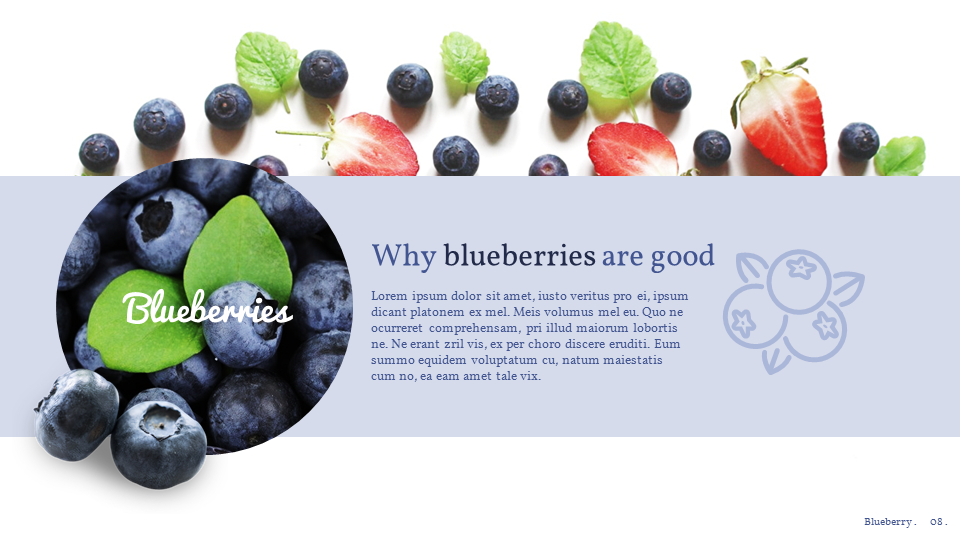 Why blueberries are good
Blueberries
Lorem ipsum dolor sit amet, iusto veritus pro ei, ipsum
dicant platonem ex mel. Meis volumus mel eu. Quo ne
ocurreret comprehensam, pri illud maiorum lobortis
ne. Ne erant zril vis, ex per choro discere eruditi. Eum
summo equidem voluptatum cu, natum maiestatis
cum no, ea eam amet tale vix.
Blueberry. 08.